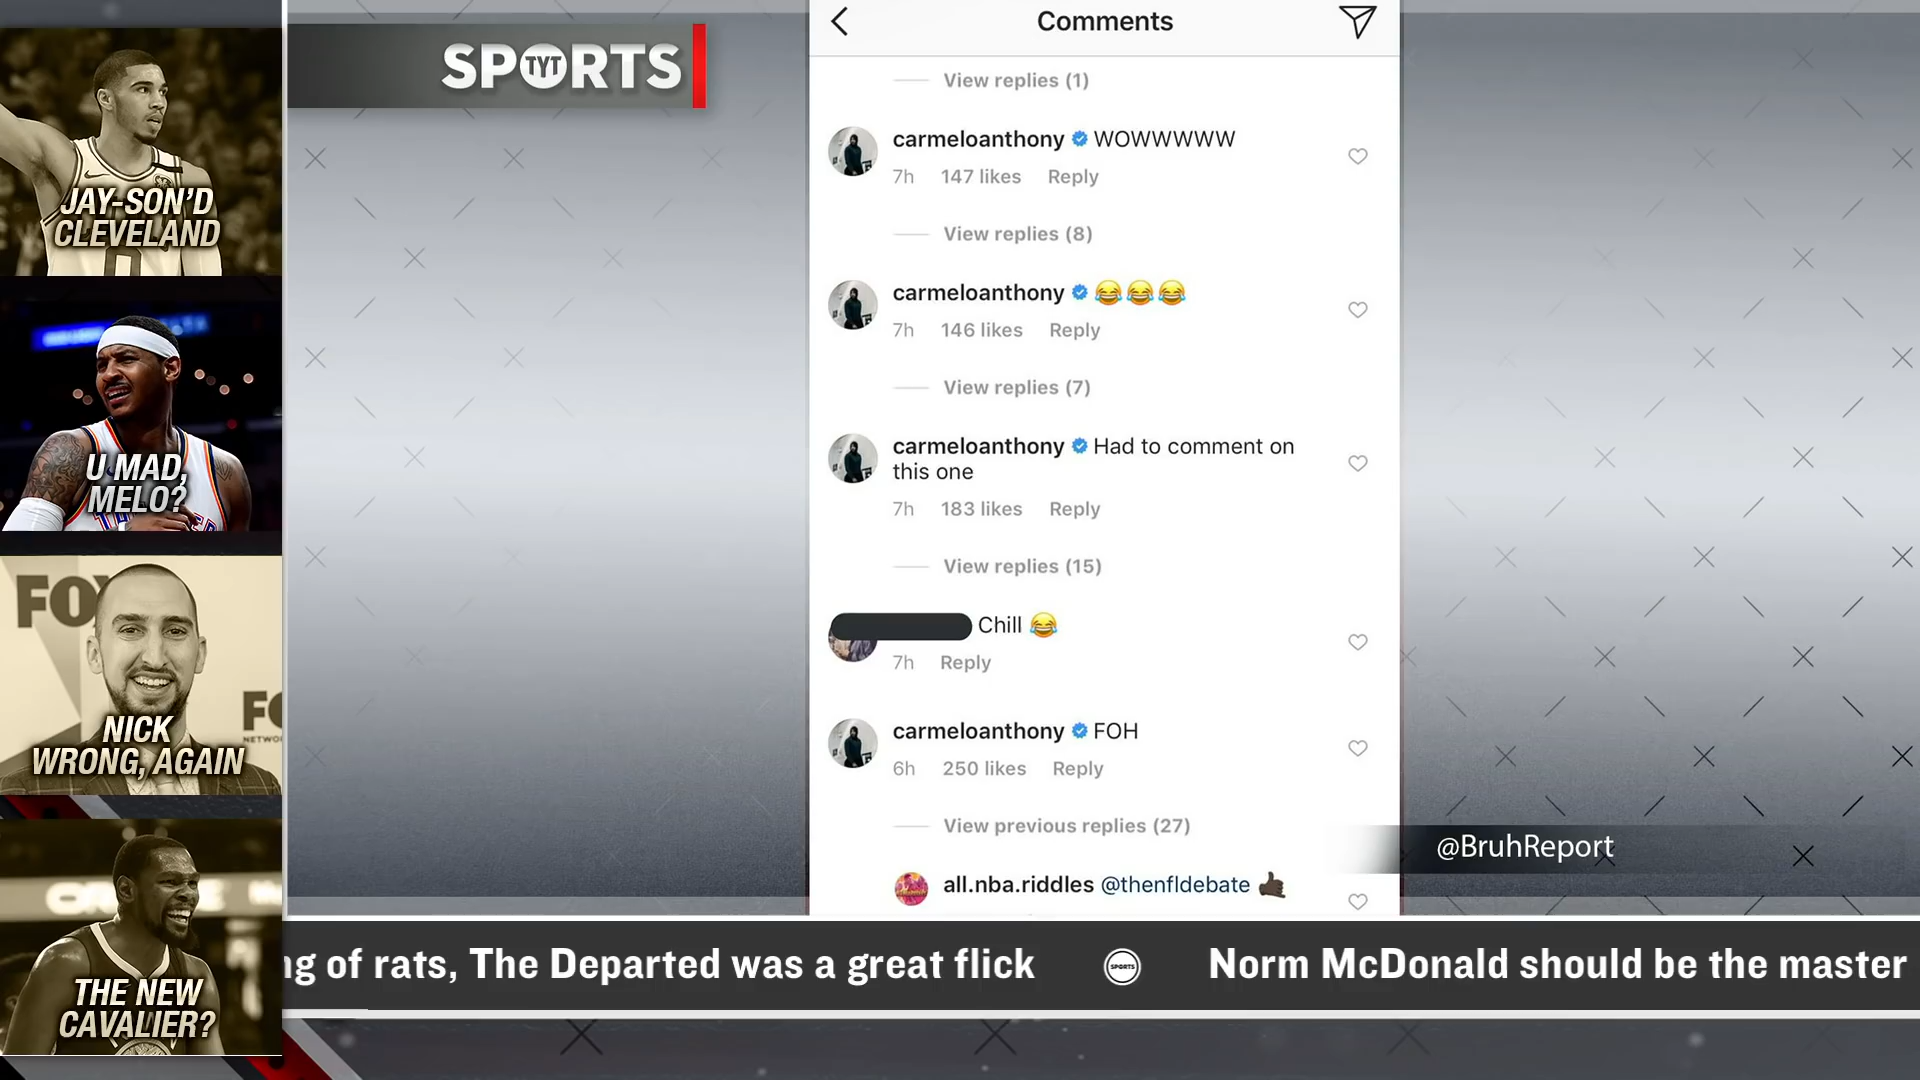 SPORTS
TYT
JAY-SON'D
CLEVELAND
U MAD,
MELO?
FOX
NICK
WRONG, AGAIN
THE NEW
CAVALIER?
Comments
View replies (1)
carmeloanthony WOWWWWW
7h 147 likes Reply
View replies (8)
carmeloanthony 😂😂😂
7h 146 likes Reply
View replies (7)
carmeloanthony Had to comment on
this one
7h 183 likes Reply
View replies (15)
Chill 😂
7h Reply
carmeloanthony FOH
6h 250 likes Reply
View previous replies (27)
all.nba.riddles @thenfldebate 🤙🏿
@BruhReport
ng of rats, The Departed was a great flick SPORTS Norm McDonald should be the master